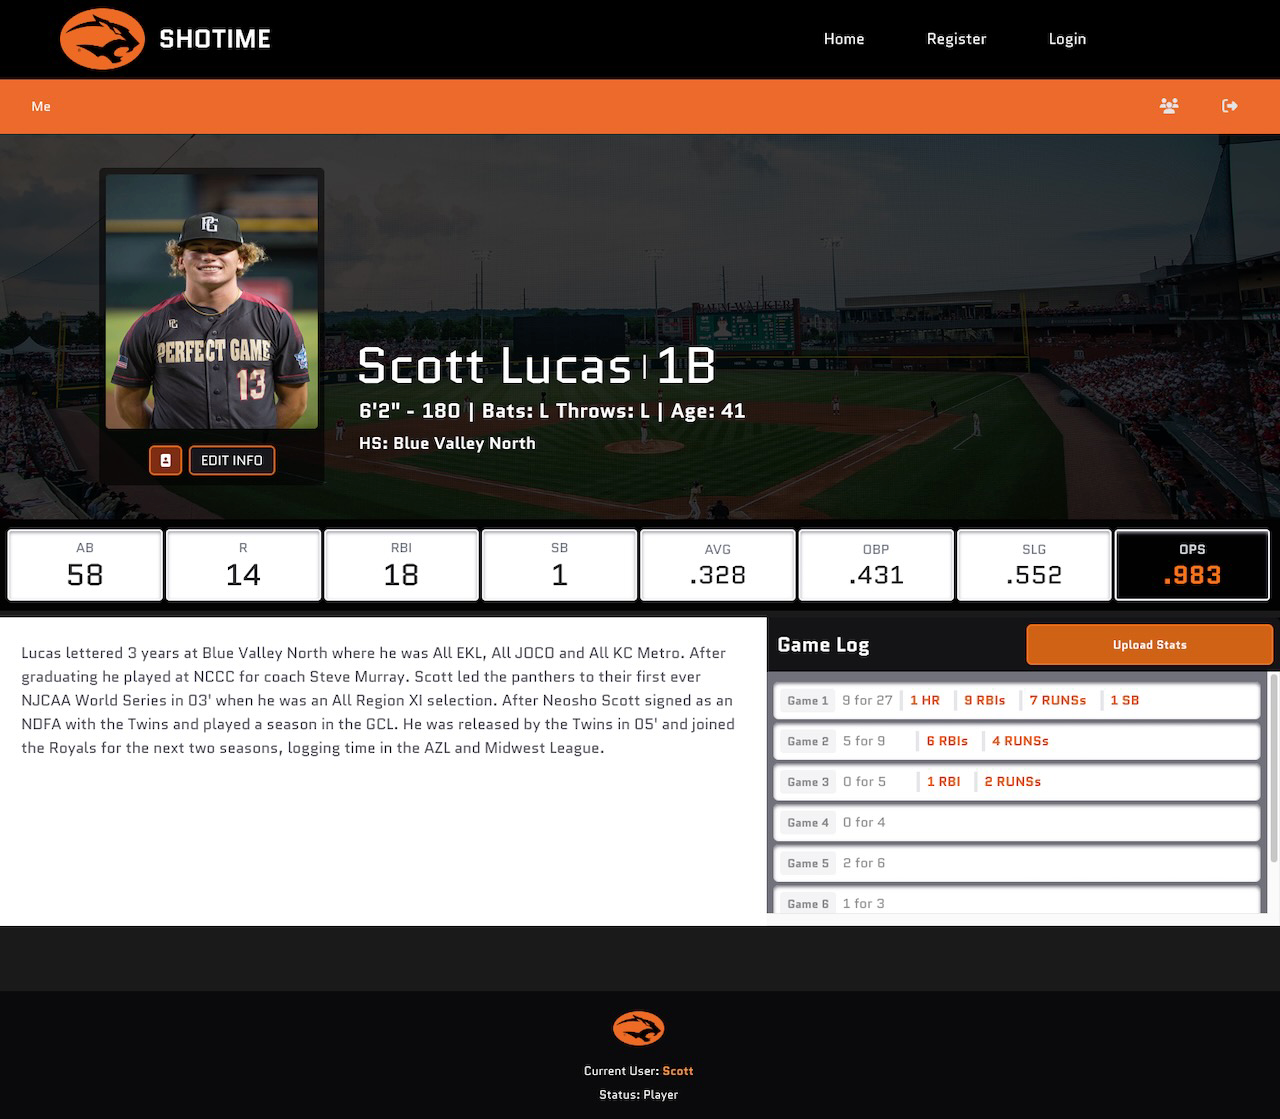 SHOTIME
Home Register Login
Me
PG
PG
PERFECT GAME
13
BAUM-WALKER
Scott Lucas | 1B
6'2" - 180 | Bats: L Throws: L | Age: 41
HS: Blue Valley North
EDIT INFO
AB R RBI SB AVG OBP SLG OPS
58 14 18 1 .328 .431 .552 .983
Lucas lettered 3 years at Blue Valley North where he was All EKL, All JOCO and All KC Metro. After
graduating he played at NCCC for coach Steve Murray. Scott led the panthers to their first ever
NJCAA World Series in 03' when he was an All Region XI selection. After Neosho Scott signed as an
NDFA with the Twins and played a season in the GCL. He was released by the Twins in 05' and joined
the Royals for the next two seasons, logging time in the AZL and Midwest League.
Game Log Upload Stats
Game 1 9 for 27 1 HR 9 RBIs 7 RUNSs 1 SB
Game 2 5 for 9 6 RBIs 4 RUNSs
Game 3 0 for 5 1 RBI 2 RUNSs
Game 4 0 for 4
Game 5 2 for 6
Game 6 1 for 3
Current User: Scott
Status: Player